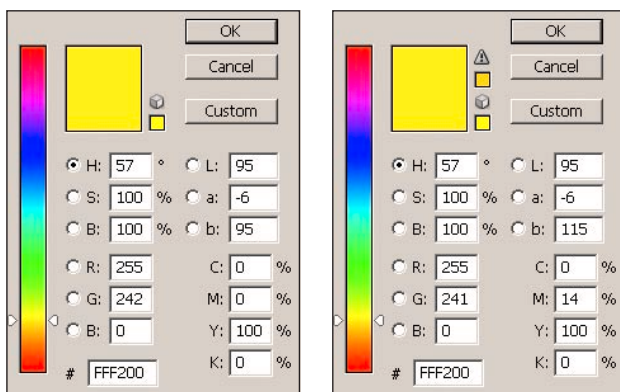 OK
Cancel
Custom
H: 57 °
L: 95
S: 100 %
a: -6
B: 100 %
b: 95
R: 255
C: 0 %
G: 242
M: 0 %
B: 0
Y: 100 %
# FFF200
K: 0 %
OK
Cancel
Custom
H: 57 °
L: 95
S: 100 %
a: -6
B: 100 %
b: 115
R: 255
C: 0 %
G: 241
M: 14 %
B: 0
Y: 100 %
# FFF200
K: 0 %